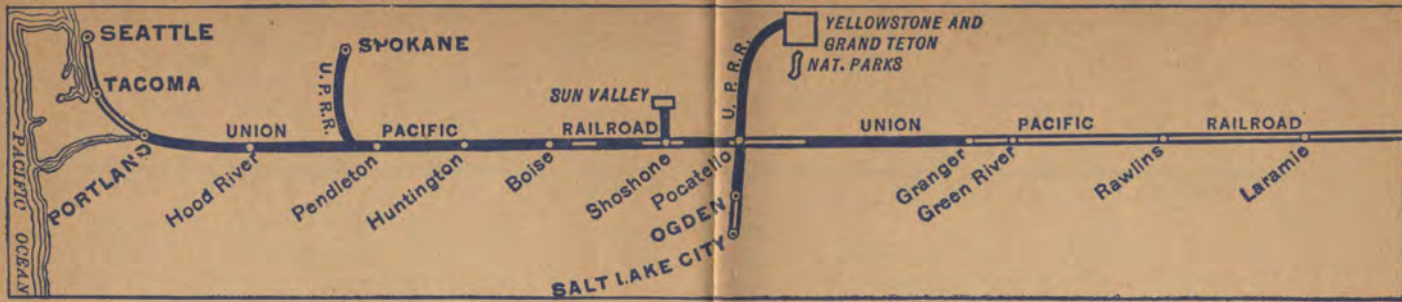 SEATTLE
TACOMA
PORTLAND
PACIFIC OCEAN
SPOKANE
U.P.R.R.
UNION PACIFIC RAILROAD
Hood River
Pendleton
Huntington
Boise
SUN VALLEY
Shoshone
Pocatello
OGDEN
SALT LAKE CITY
U. P. R. R.
YELLOWSTONE AND
GRAND TETON
NAT. PARKS
UNION PACIFIC RAILROAD
Granger
Green River
Rawlins
Laramie